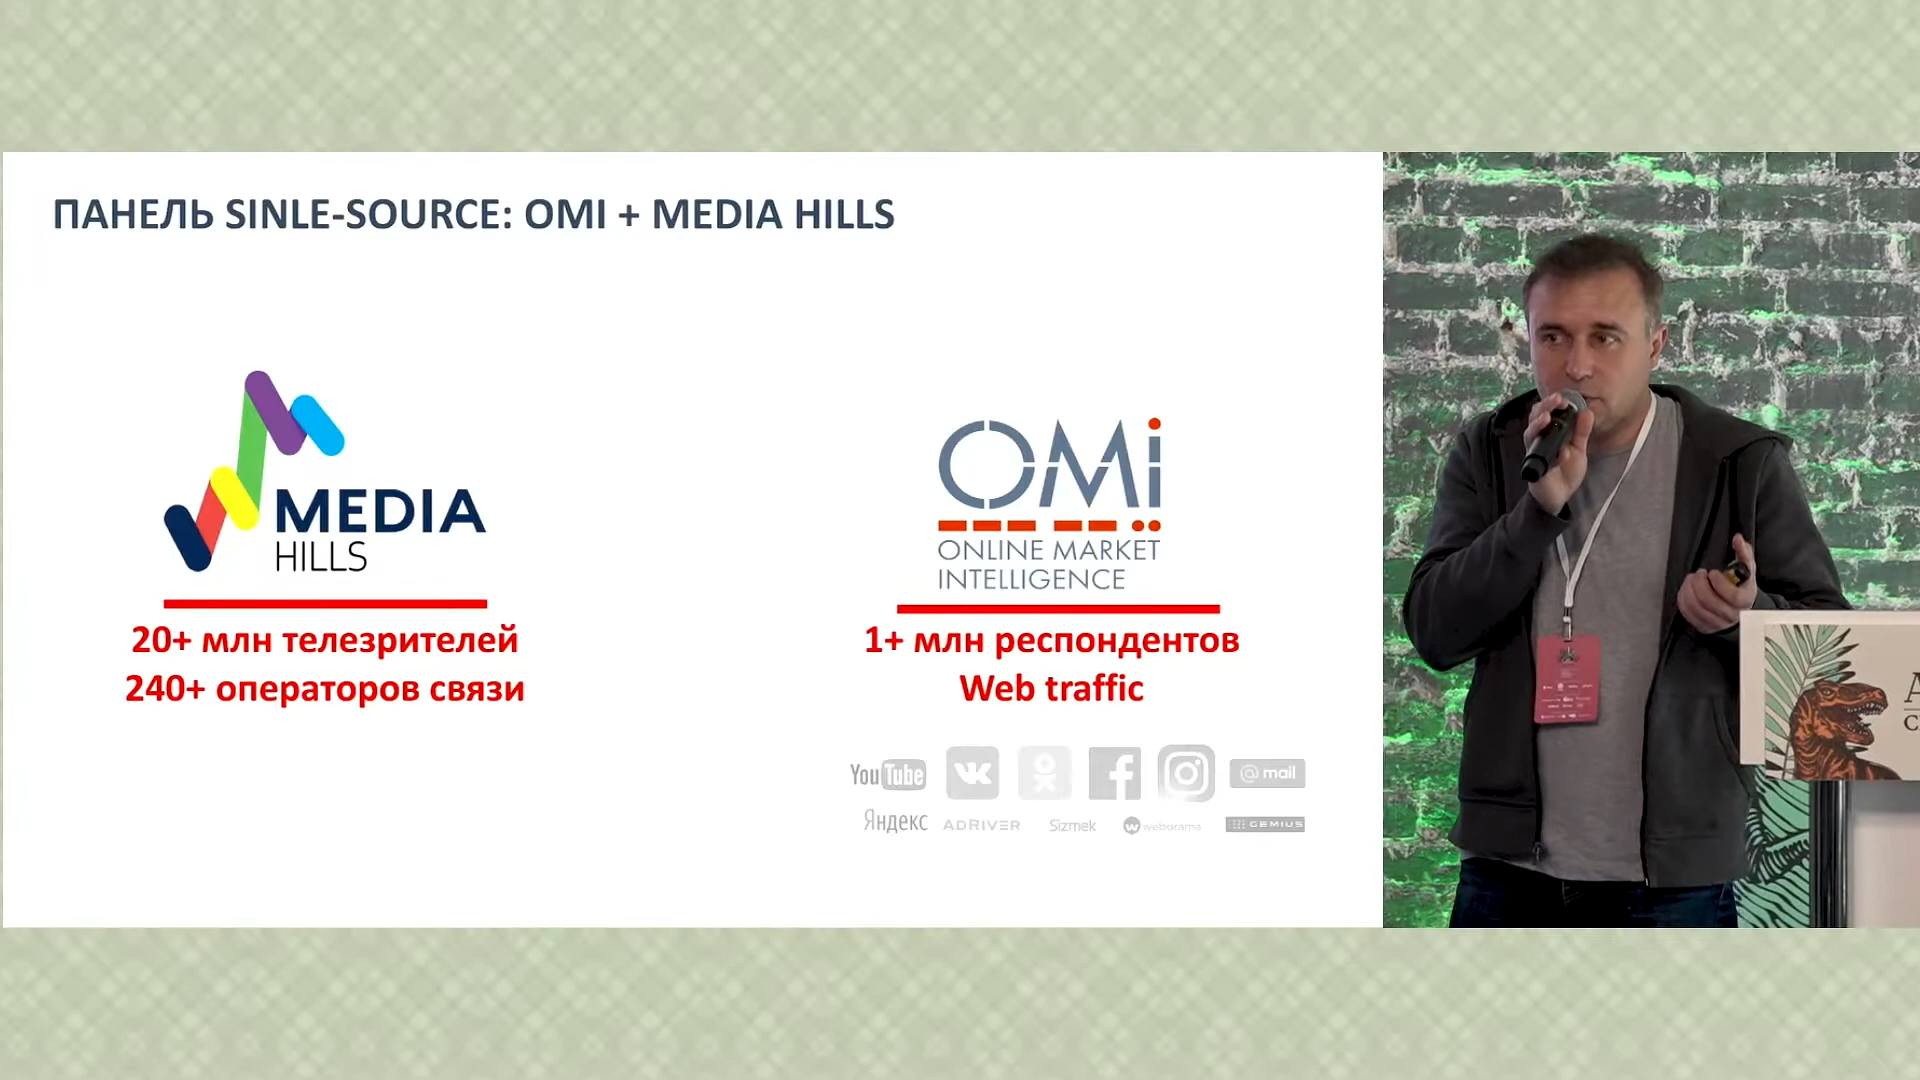 ПАНЕЛЬ SINLE-SOURCE: OMI + MEDIA HILLS
MEDIA
HILLS
20+ млн телезрителей
240+ операторов связи
OMi
ONLINE MARKET
INTELLIGENCE
1+ млн респондентов
Web traffic
YouTube
@mail
Яндекс ADRIVER Sizmek weborama GEMIUS